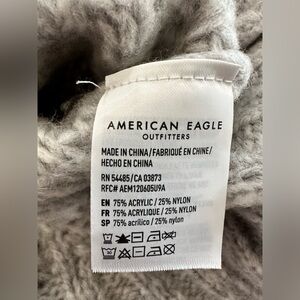 AMERICAN EAGLE
OUTFITTERS
MADE IN CHINA/FABRIQUÉ EN CHINE/
HECHO EN CHINA
RN 54485/CA 03873
RFC# AEM120605U9A
EN 75% ACRYLIC / 25% NYLON
FR 75% ACRYLIQUE / 25% NYLON
SP 75% acrílico / 25% nylon